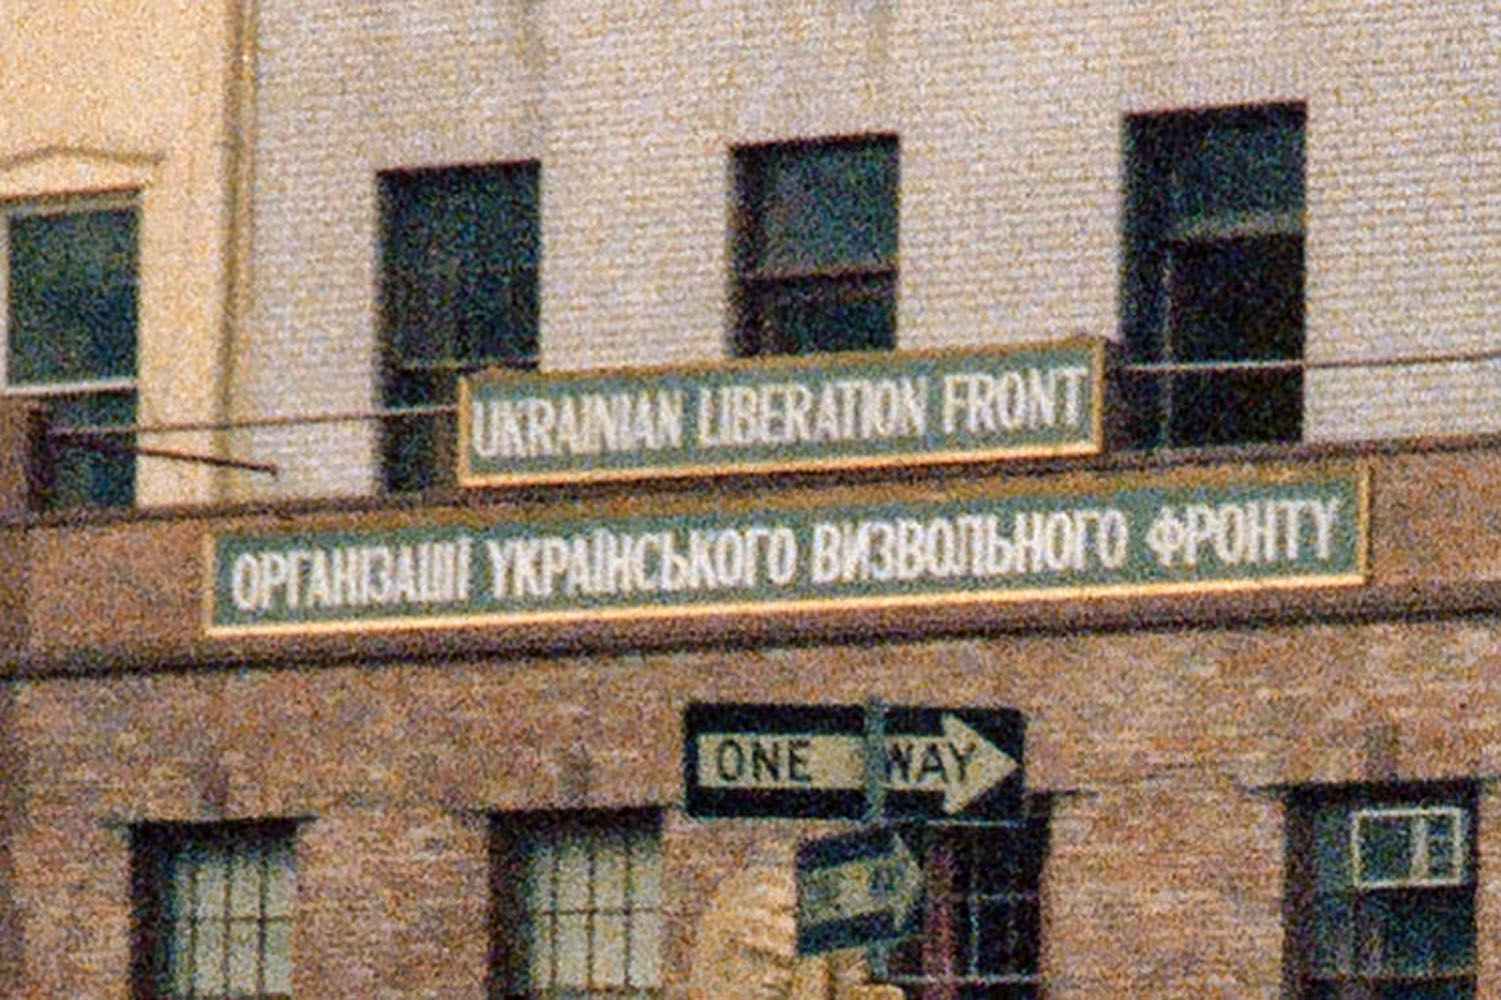 UKRAINIAN LIBERATION FRONT
ОРГАНІЗАЦІЇ УКРАЇНСЬКОГО ВИЗВОЛЬНОГО ФРОНТУ
ONE WAY